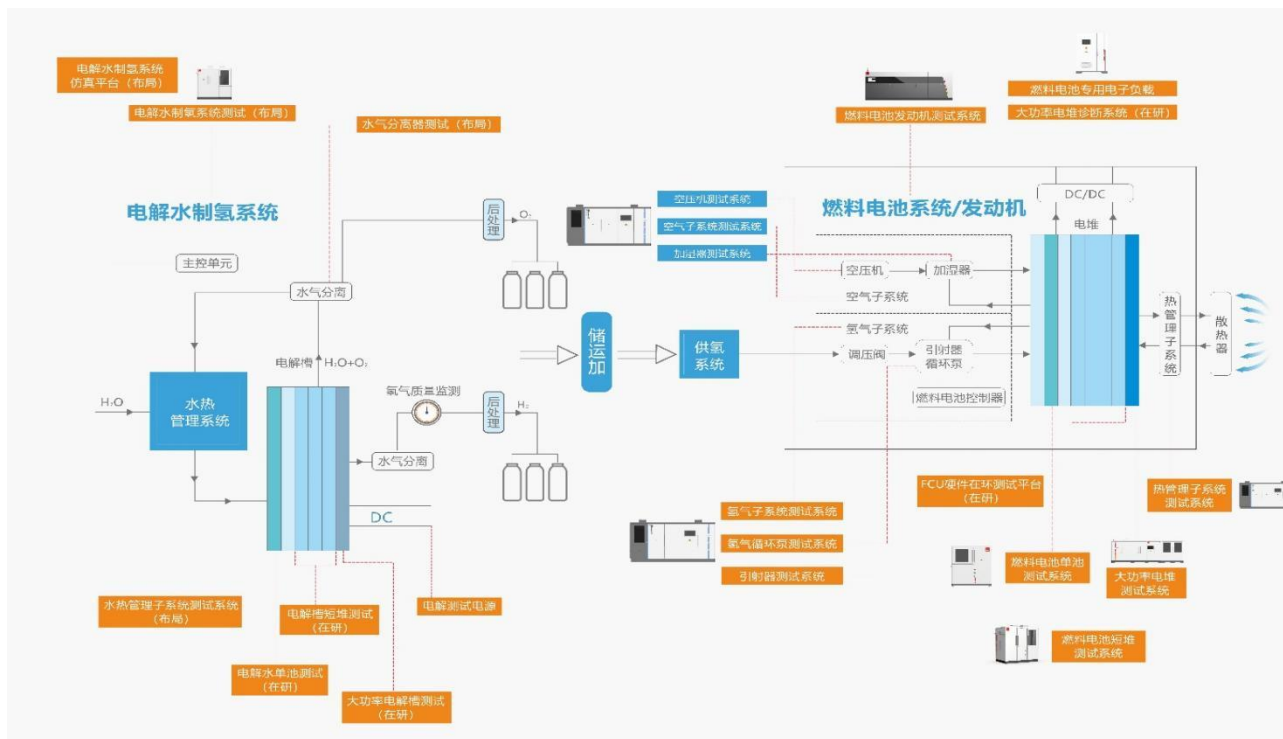 电解水制氢系统
仿真平台（布局）
电解水制氧系统测试（布局）
水气分离器测试（布局）
燃料电池发动机测试系统
燃料电池专用电子负载
大功率电堆诊断系统（在研）
电解水制氢系统
主控单元
水气分离
后处理
O₂
空压机测试系统
空气子系统测试系统
加湿器测试系统
燃料电池系统/发动机
DC/DC
电堆
空压机
加湿器
空气子系统
氢气子系统
调压阀
引射器
循环泵
燃料电池控制器
热管理子系统
散热器
储运加
供氢
系统
电解槽
H₂O+O₂
H₂O
水热
管理系统
氧气质量监测
后处理
H₂
水气分离
DC
水热管理子系统测试系统
（布局）
电解槽短堆测试
（在研）
电解测试电源
电解水单池测试
（在研）
大功率电解槽测试
（在研）
氢气子系统测试系统
氢气循环泵测试系统
引射器测试系统
FCU硬件在环测试平台
（在研）
热管理子系统
测试系统
燃料电池单池
测试系统
大功率电堆
测试系统
燃料电池短堆
测试系统